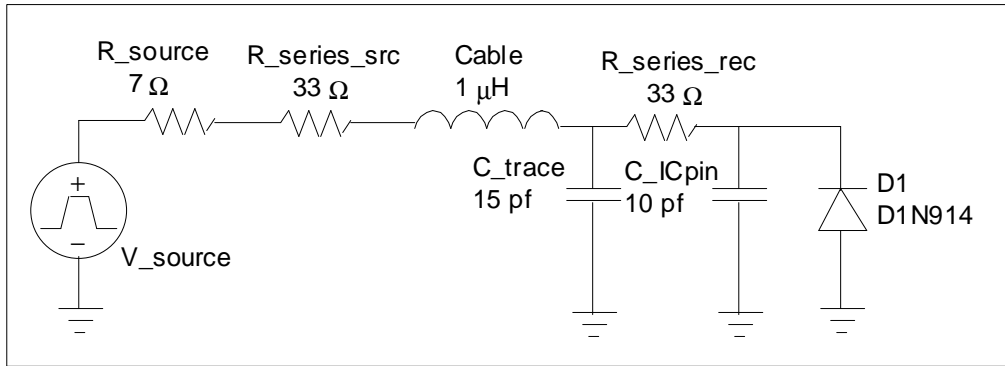 R_source
7 Ω
R_series_src
33 Ω
Cable
1 μH
R_series_rec
33 Ω
C_trace
15 pf
C_ICpin
10 pf
D1
D1N914
+
−
V_source